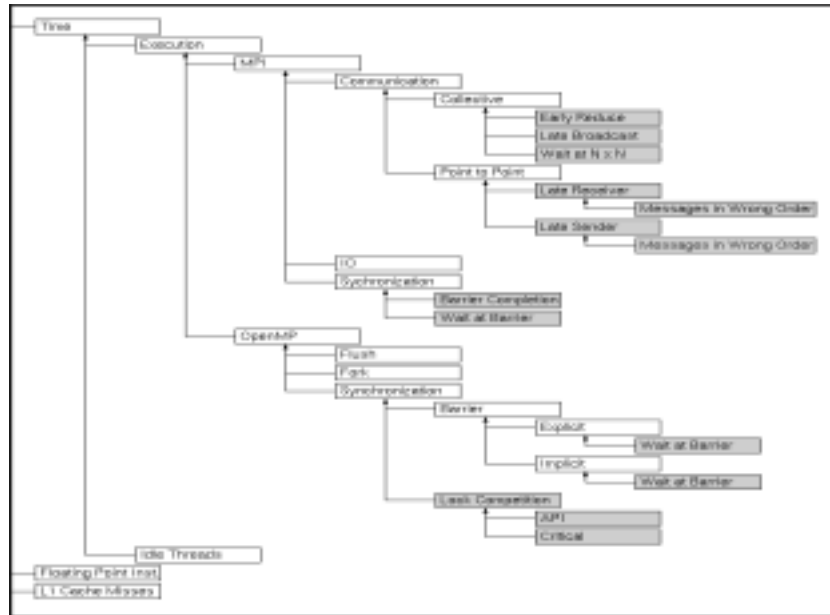 Time
Execution
MPI
Communication
Collective
Early Reduce
Late Broadcast
Wait at N x N
Point to Point
Late Receiver
Messages in Wrong Order
Late Sender
Messages in Wrong Order
IO
Sychronization
Barrier Completion
Wait at Barrier
OpenMP
Flush
Fork
Synchronization
Barrier
Explicit
Wait at Barrier
Implicit
Wait at Barrier
Lock Competition
API
Critical
Idle Threads
Floating Point Inst.
L1 Cache Misses